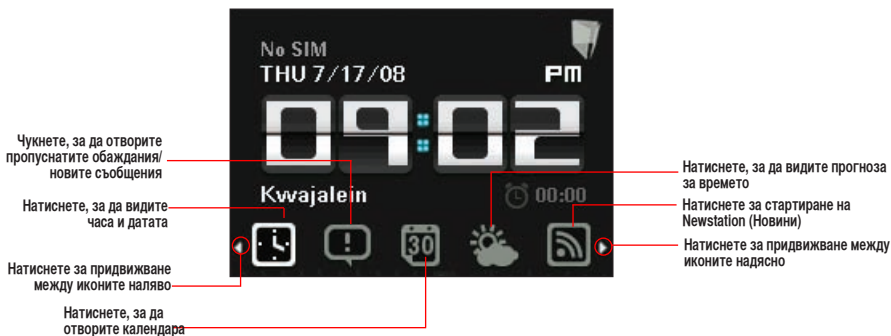 No SIM
THU 7/17/08
PM
09:02
Kwajalein
00:00
30
Чукнете, за да отворите
пропуснатите обаждания/
новите съобщения
Натиснете, за да видите
часа и датата
Натиснете за придвижване
между иконите наляво
Натиснете, за да
отворите календара
Натиснете, за да видите прогноза
за времето
Натиснете за стартиране на
Newstation (Новини)
Натиснете за придвижване между
иконите надясно